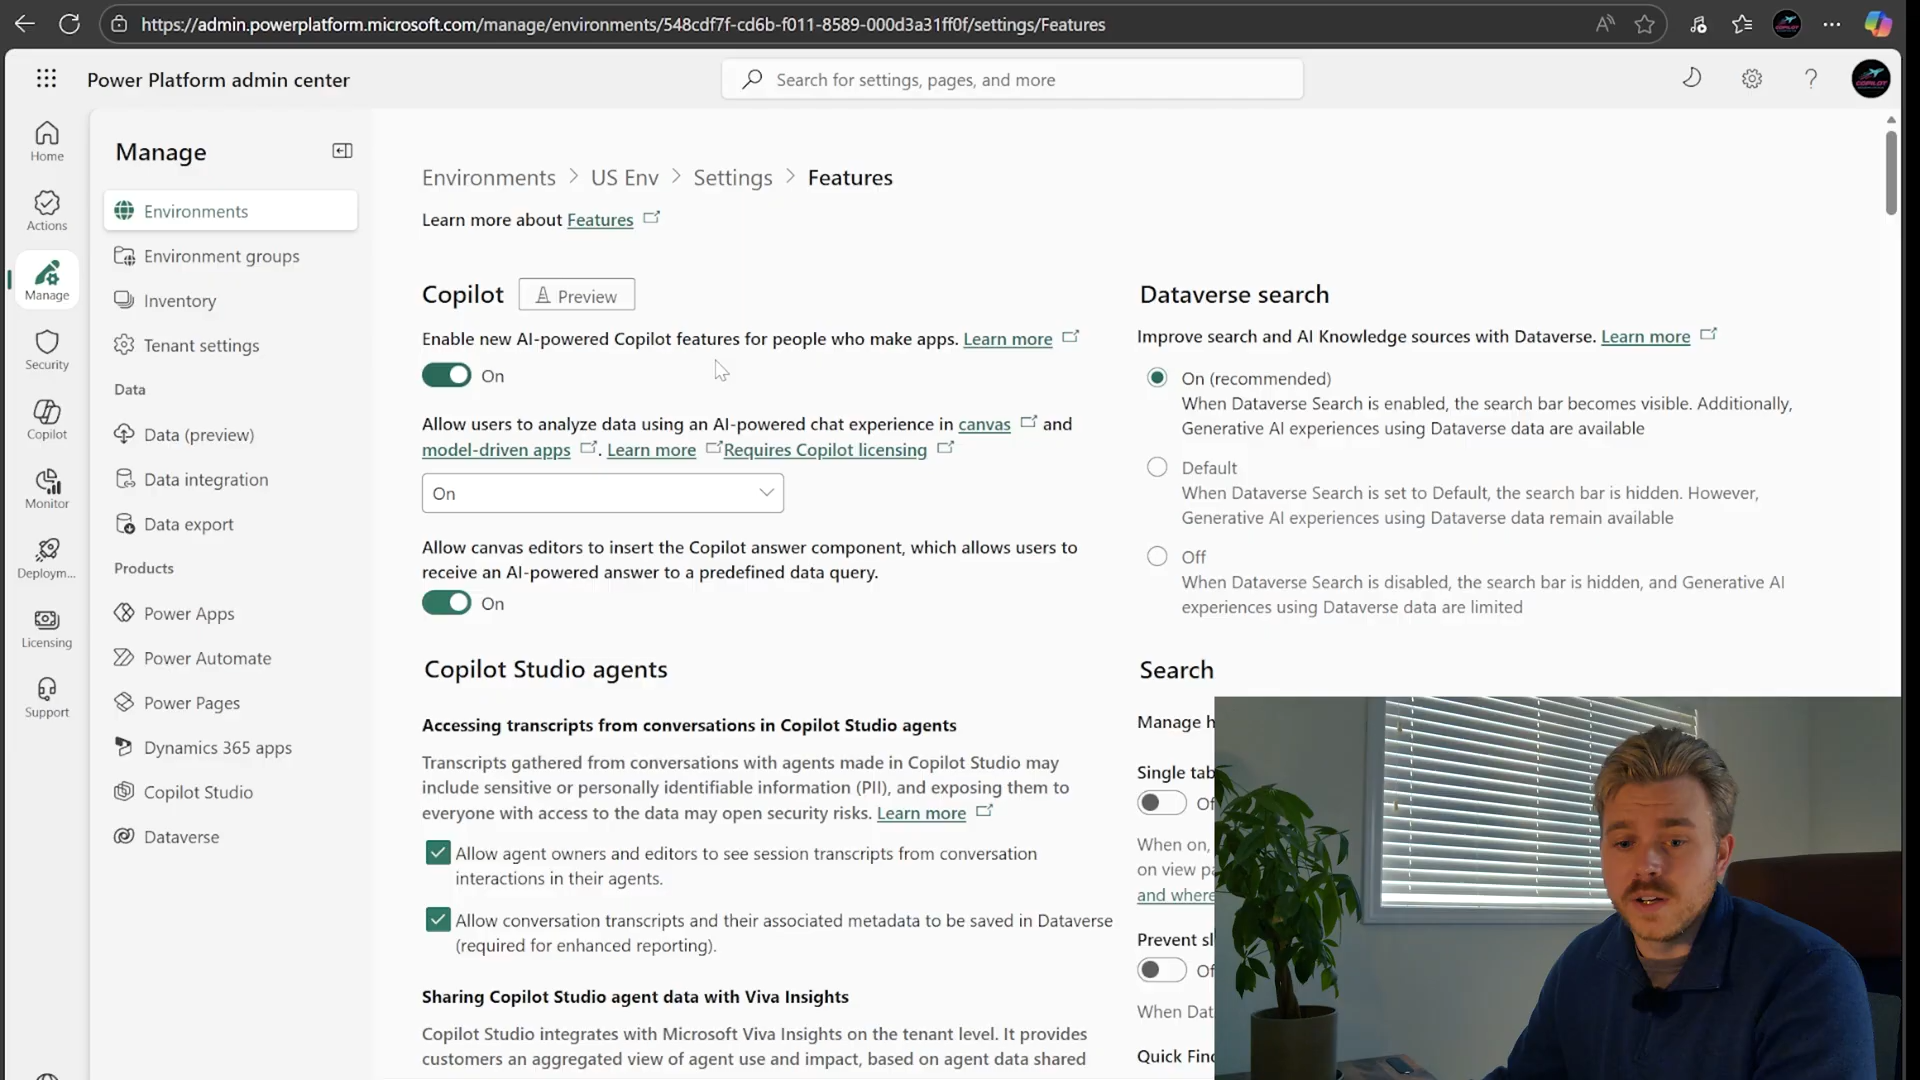 https://admin.powerplatform.microsoft.com/manage/environments/548cdf7f-cd6b-f011-8589-000d3a31ff0f/settings/Features
Power Platform admin center
Search for settings, pages, and more
Home
Actions
Manage
Security
Copilot
Monitor
Deploym...
Licensing
Support
Manage
Environments
Environment groups
Inventory
Tenant settings
Data
Data (preview)
Data integration
Data export
Products
Power Apps
Power Automate
Power Pages
Dynamics 365 apps
Copilot Studio
Dataverse
Environments > US Env > Settings > Features
Learn more about Features
Copilot
Preview
Enable new AI-powered Copilot features for people who make apps. Learn more
On
Allow users to analyze data using an AI-powered chat experience in canvas and
model-driven apps. Learn more Requires Copilot licensing
On
Allow canvas editors to insert the Copilot answer component, which allows users to
receive an AI-powered answer to a predefined data query.
On
Copilot Studio agents
Accessing transcripts from conversations in Copilot Studio agents
Transcripts gathered from conversations with agents made in Copilot Studio may
include sensitive or personally identifiable information (PII), and exposing them to
everyone with access to the data may open security risks. Learn more
Allow agent owners and editors to see session transcripts from conversation
interactions in their agents.
Allow conversation transcripts and their associated metadata to be saved in Dataverse
(required for enhanced reporting).
Sharing Copilot Studio agent data with Viva Insights
Copilot Studio integrates with Microsoft Viva Insights on the tenant level. It provides
customers an aggregated view of agent use and impact, based on agent data shared
Dataverse search
Improve search and AI Knowledge sources with Dataverse. Learn more
On (recommended)
When Dataverse Search is enabled, the search bar becomes visible. Additionally,
Generative AI experiences using Dataverse data are available
Default
When Dataverse Search is set to Default, the search bar is hidden. However,
Generative AI experiences using Dataverse data remain available
Off
When Dataverse Search is disabled, the search bar is hidden, and Generative AI
experiences using Dataverse data are limited
Search
Manage h
Single tab
Of
When on,
on view pa
and where
Prevent sl
Of
When Dat
Quick Find